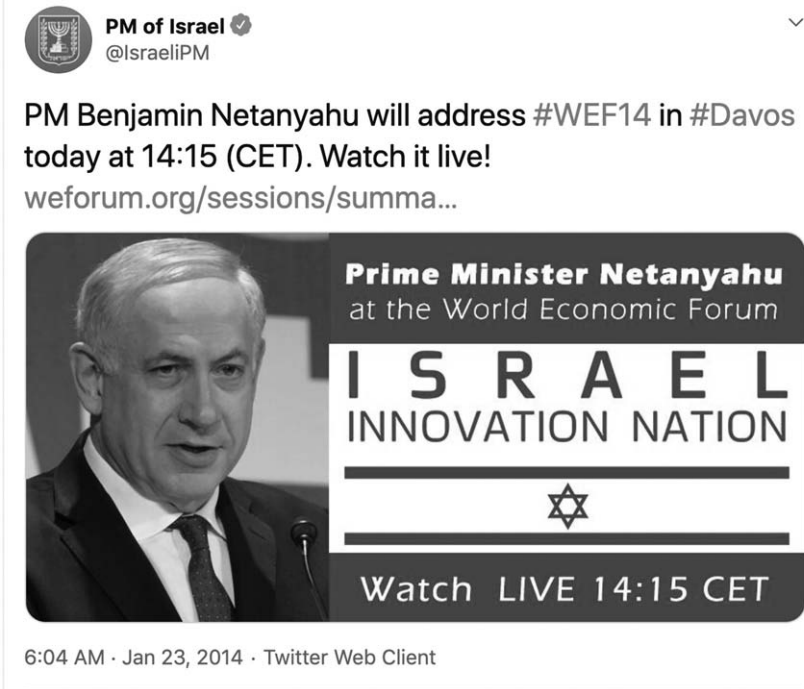 PM of Israel
@IsraeliPM
PM Benjamin Netanyahu will address #WEF14 in #Davos
today at 14:15 (CET). Watch it live!
weforum.org/sessions/summa...
Prime Minister Netanyahu
at the World Economic Forum
ISRAEL
INNOVATION NATION
Watch LIVE 14:15 CET
6:04 AM · Jan 23, 2014 · Twitter Web Client